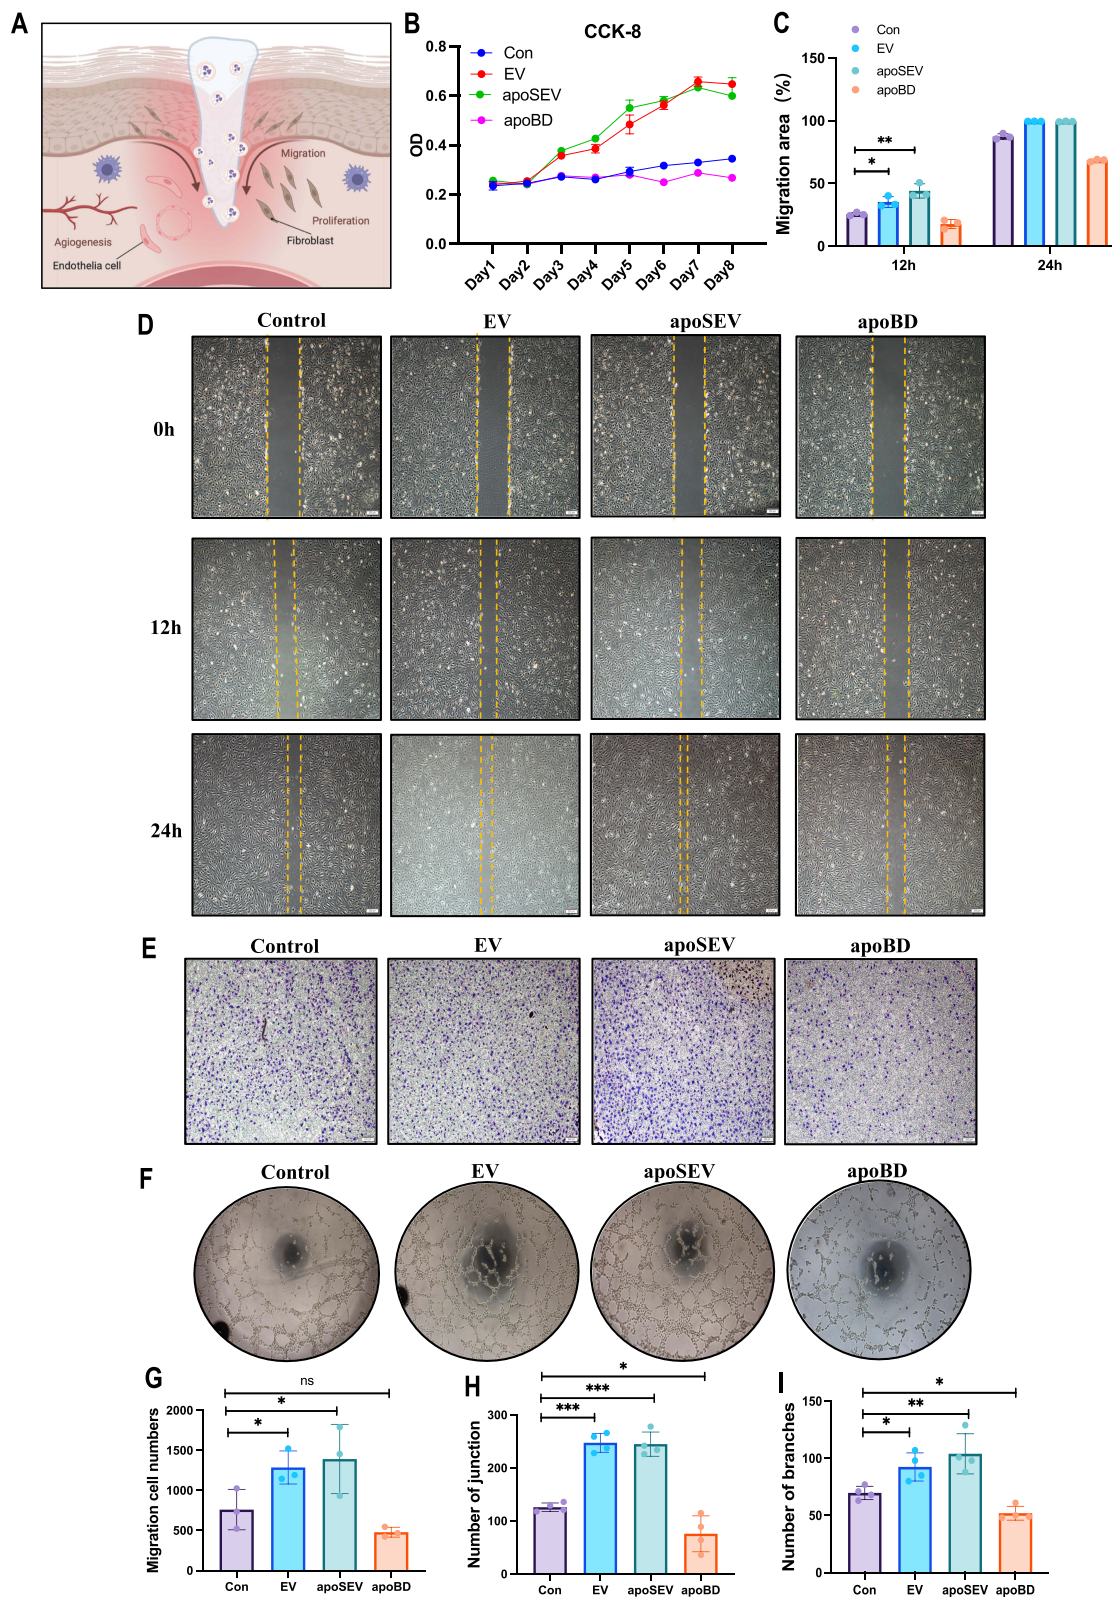 A
Migration
Proliferation
Fibroblast
Agiogenesis
Endothelia cell
B
CCK-8
Con
EV
apoSEV
apoBD
OD
0.8
0.6
0.4
0.2
0.0
Day1 Day2 Day3 Day4 Day5 Day6 Day7 Day8
C
Con
EV
apoSEV
apoBD
Migration area (%)
150
100
50
0
**
*
12h 24h
D
Control EV apoSEV apoBD
0h
12h
24h
E
Control EV apoSEV apoBD
F
Control EV apoSEV apoBD
G
ns
*
*
Migration cell numbers
2000
1500
1000
500
0
Con EV apoSEV apoBD
H
*
***
***
Number of junction
300
200
100
0
Con EV apoSEV apoBD
I
*
**
*
Number of branches
150
100
50
0
Con EV apoSEV apoBD